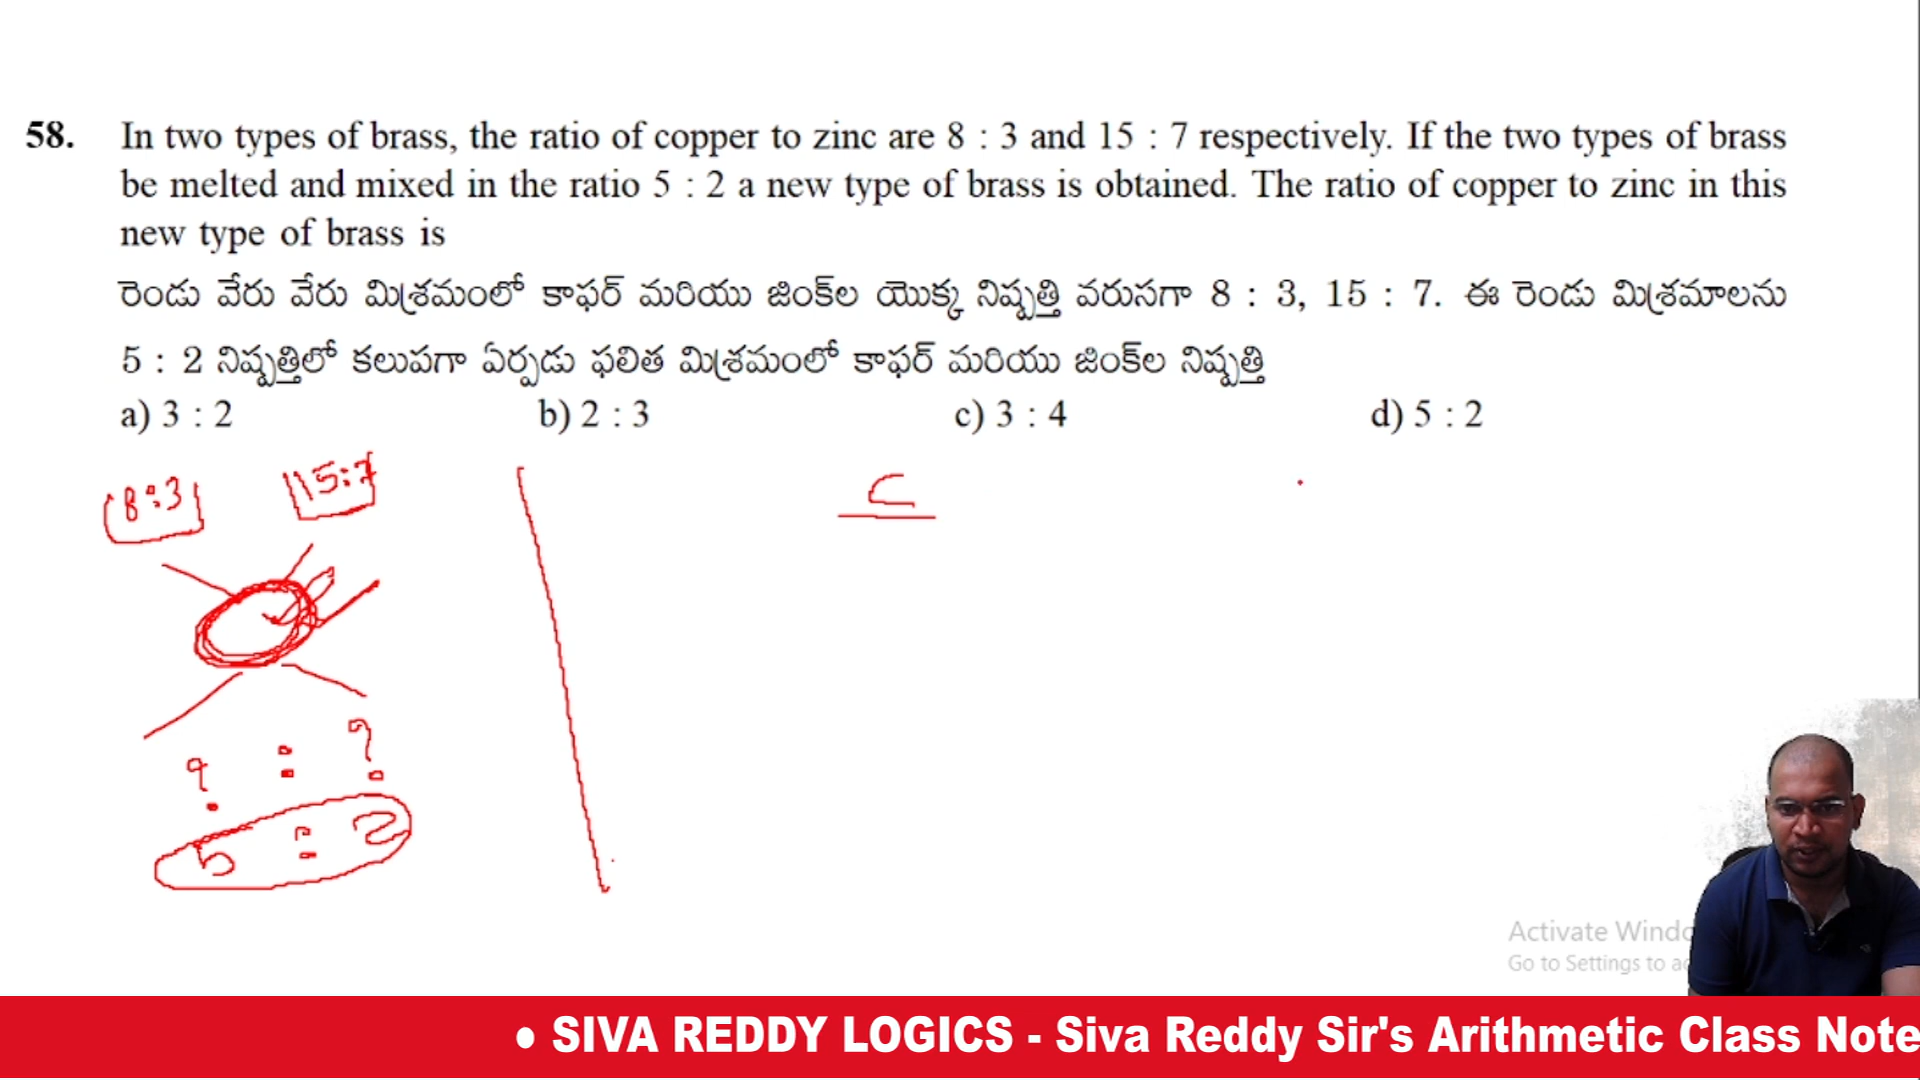 58. In two types of brass, the ratio of copper to zinc are 8 : 3 and 15 : 7 respectively. If the two types of brass
be melted and mixed in the ratio 5 : 2 a new type of brass is obtained. The ratio of copper to zinc in this
new type of brass is
రెండు వేరు వేరు మిశ్రమంలో కాఫర్ మరియు జింక్‌ల యొక్క నిష్పత్తి వరుసగా 8 : 3, 15 : 7. ఈ రెండు మిశ్రమాలను
5 : 2 నిష్పత్తిలో కలుపగా ఏర్పడు ఫలిత మిశ్రమంలో కాఫర్ మరియు జింక్‌ల నిష్పత్తి
a) 3 : 2 b) 2 : 3 c) 3 : 4 d) 5 : 2
8:3 15:7 C
? : ?
5 : 2
Activate Windo
Go to Settings to a
• SIVA REDDY LOGICS - Siva Reddy Sir's Arithmetic Class Note